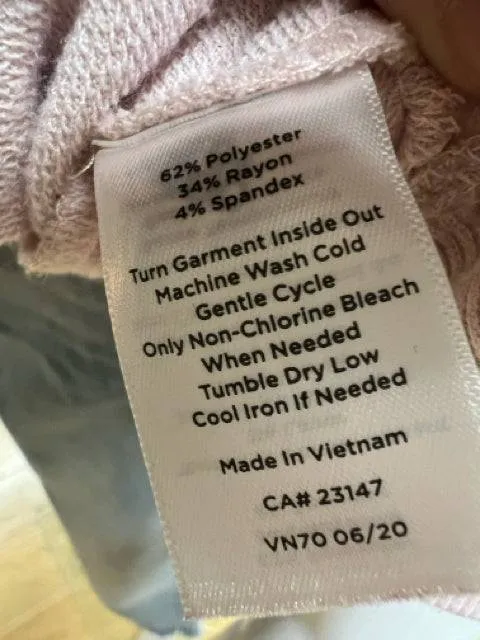 62% Polyester
34% Rayon
4% Spandex
Turn Garment Inside Out
Machine Wash Cold
Gentle Cycle
Only Non-Chlorine Bleach
When Needed
Tumble Dry Low
Cool Iron If Needed
Made In Vietnam
CA# 23147
VN70 06/20